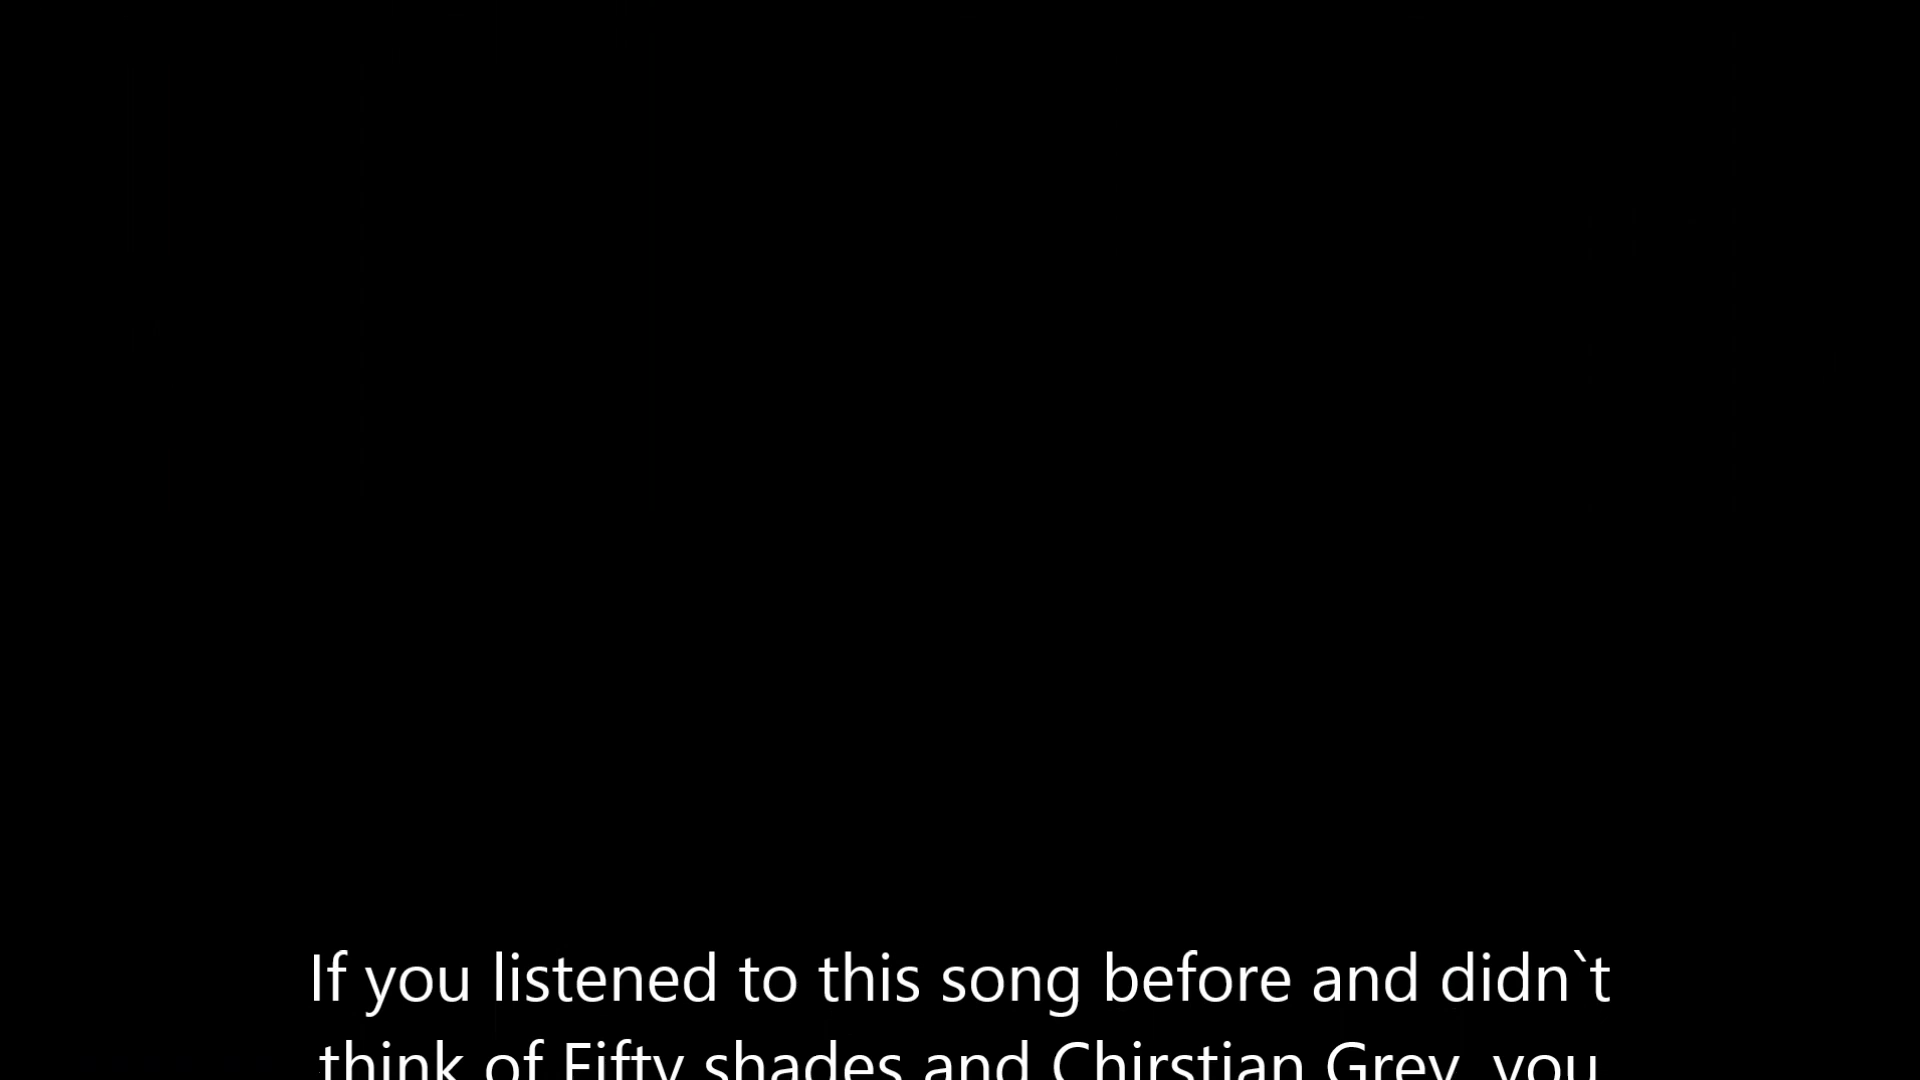 If you listened to this song before and didn`t
think of Fifty shades and Chirstian Grey, you